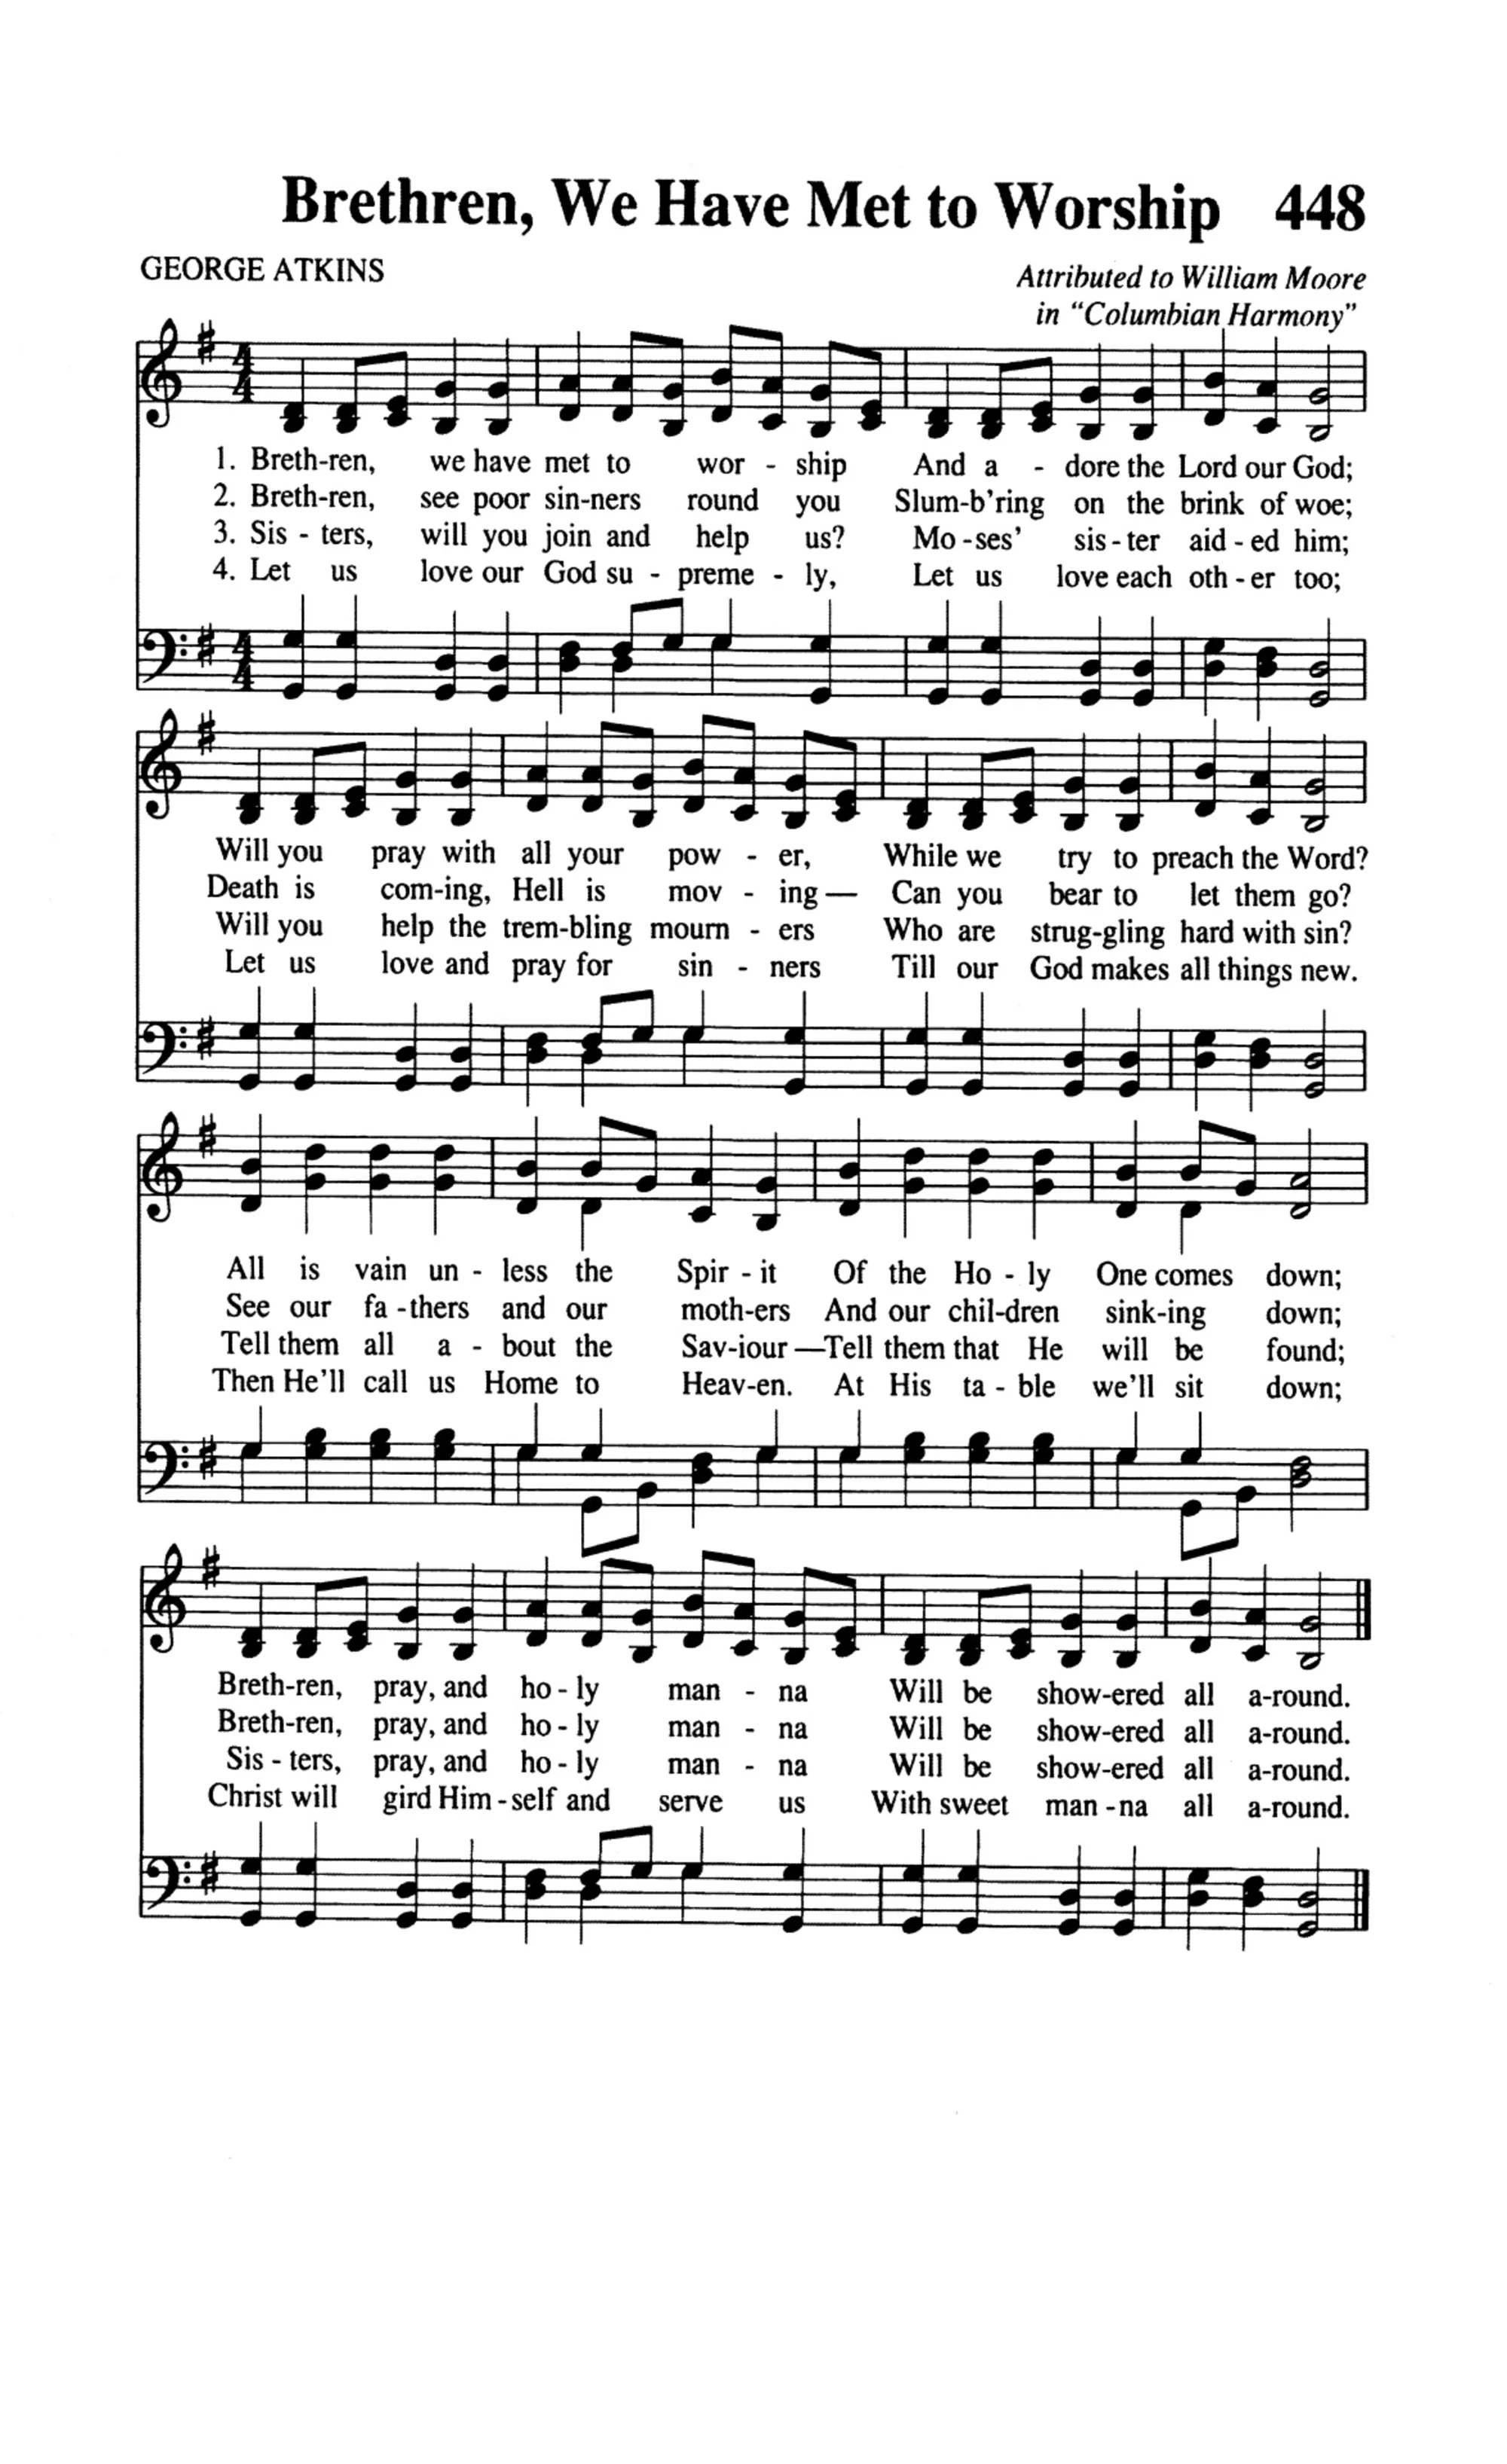 Brethren, We Have Met to Worship 448
GEORGE ATKINS
Attributed to William Moore
in “Columbian Harmony”
1. Breth-ren, we have met to wor - ship And a - dore the Lord our God;
2. Breth-ren, see poor sin-ners round you Slum-b’ring on the brink of woe;
3. Sis - ters, will you join and help us? Mo-ses’ sis-ter aid-ed him;
4. Let us love our God su - preme - ly, Let us love each oth-er too;
Will you pray with all your pow - er, While we try to preach the Word?
Death is com-ing, Hell is mov - ing— Can you bear to let them go?
Will you help the trem-bling mourn - ers Who are strug-gling hard with sin?
Let us love and pray for sin - ners Till our God makes all things new.
All is vain un - less the Spir - it Of the Ho - ly One comes down;
See our fa-thers and our moth-ers And our chil-dren sink-ing down;
Tell them all a - bout the Sav-iour—Tell them that He will be found;
Then He’ll call us Home to Heav-en. At His ta - ble we’ll sit down;
Breth-ren, pray, and ho - ly man - na Will be show-ered all a-round.
Breth-ren, pray, and ho - ly man - na Will be show-ered all a-round.
Sis - ters, pray, and ho - ly man - na Will be show-ered all a-round.
Christ will gird Him-self and serve us With sweet man-na all a-round.